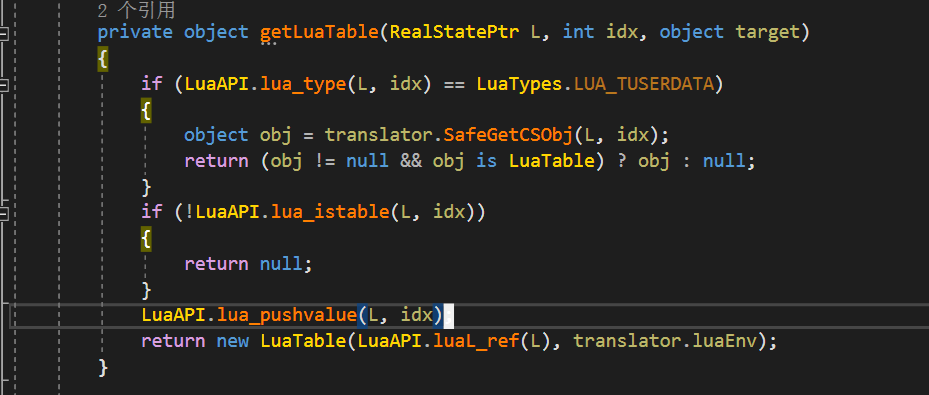 2 个引用
private object getLuaTable(RealStatePtr L, int idx, object target)
{
if (LuaAPI.lua_type(L, idx) == LuaTypes.LUA_TUSERDATA)
{
object obj = translator.SafeGetCSObj(L, idx);
return (obj != null && obj is LuaTable) ? obj : null;
}
if (!LuaAPI.lua_istable(L, idx))
{
return null;
}
LuaAPI.lua_pushvalue(L, idx);
return new LuaTable(LuaAPI.luaL_ref(L), translator.luaEnv);
}